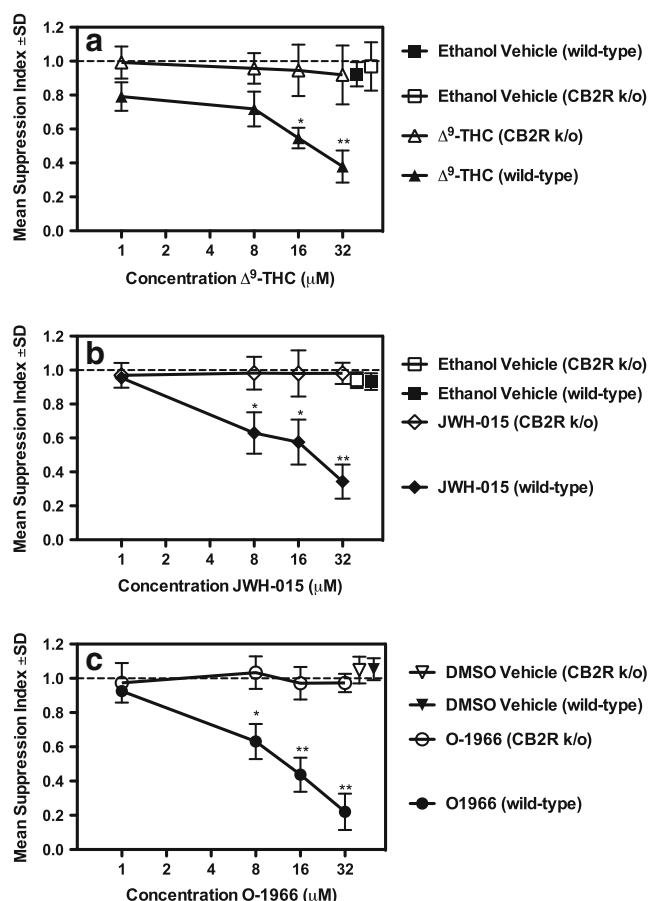 a
Mean Suppression Index ±SD
1.2
1.0
0.8
0.6
0.4
0.2
0.0
*
**
1 2 4 8 16 32
Concentration Δ⁹-THC (μM)
Ethanol Vehicle (wild-type)
Ethanol Vehicle (CB2R k/o)
Δ⁹-THC (CB2R k/o)
Δ⁹-THC (wild-type)
b
Mean Suppression Index ±SD
1.2
1.0
0.8
0.6
0.4
0.2
0.0
*
*
**
1 2 4 8 16 32
Concentration JWH-015 (μM)
Ethanol Vehicle (CB2R k/o)
Ethanol Vehicle (wild-type)
JWH-015 (CB2R k/o)
JWH-015 (wild-type)
c
Mean Suppression Index ±SD
1.2
1.0
0.8
0.6
0.4
0.2
0.0
*
**
**
1 2 4 8 16 32
Concentration O-1966 (μM)
DMSO Vehicle (CB2R k/o)
DMSO Vehicle (wild-type)
O-1966 (CB2R k/o)
O1966 (wild-type)